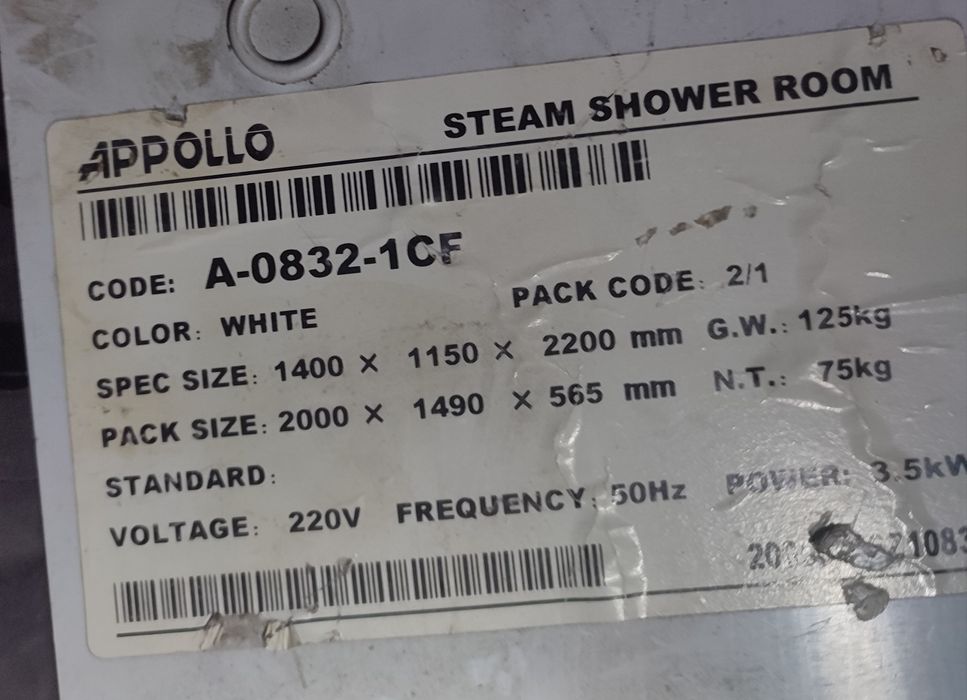 APPOLLO STEAM SHOWER ROOM
CODE: A-0832-1CF
COLOR: WHITE PACK CODE: 2/1
SPEC SIZE: 1400 × 1150 × 2200 mm G.W.: 125kg
PACK SIZE: 2000 × 1490 × 565 mm N.T.: 75kg
STANDARD:
VOLTAGE: 220V FREQUENCY: 50Hz POWER: 3.5kW